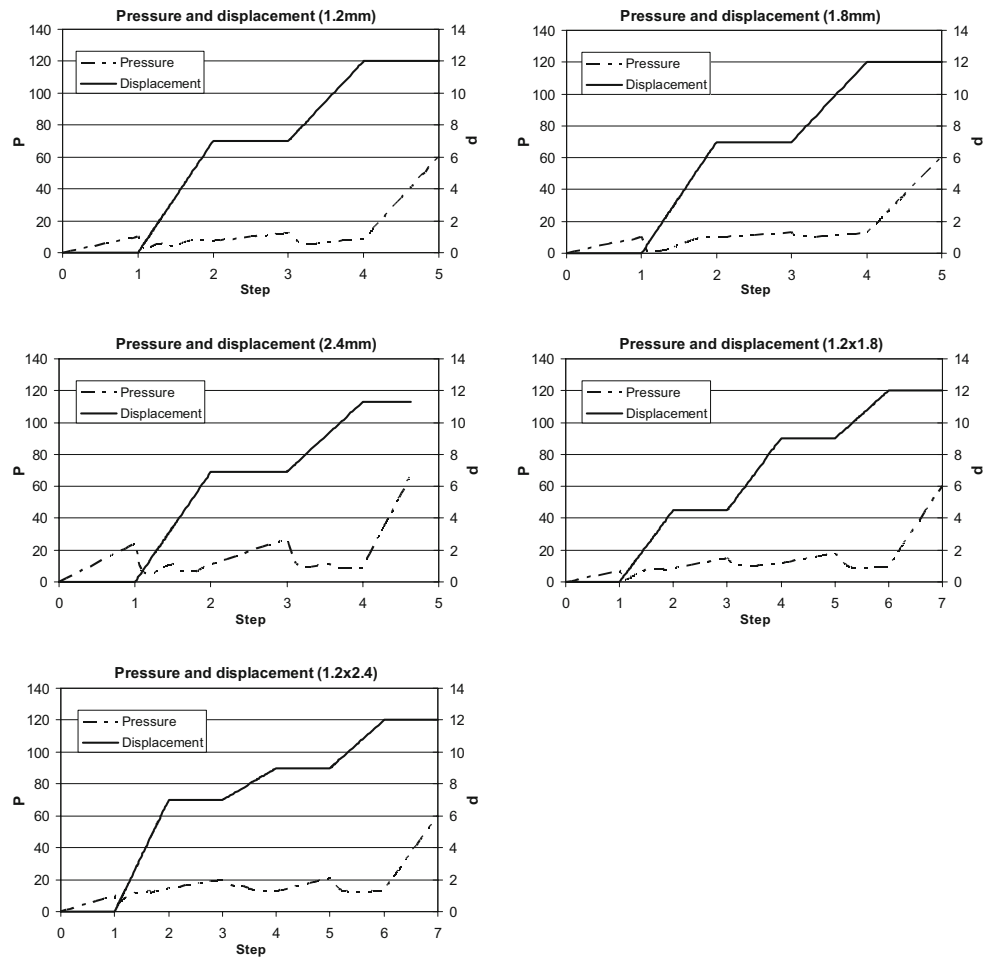 Pressure and displacement (1.2mm)
140
120
100
80
60
40
20
0
P
14
12
10
8
6
4
2
0
d
Pressure
Displacement
0 1 2 3 4 5
Step
Pressure and displacement (1.8mm)
140
120
100
80
60
40
20
0
P
14
12
10
8
6
4
2
0
d
Pressure
Displacement
0 1 2 3 4 5
Step
Pressure and displacement (2.4mm)
140
120
100
80
60
40
20
0
P
14
12
10
8
6
4
2
0
d
Pressure
Displacement
0 1 2 3 4 5
Step
Pressure and displacement (1.2x1.8)
140
120
100
80
60
40
20
0
P
14
12
10
8
6
4
2
0
d
Pressure
Displacement
0 1 2 3 4 5 6 7
Step
Pressure and displacement (1.2x2.4)
140
120
100
80
60
40
20
0
P
14
12
10
8
6
4
2
0
d
Pressure
Displacement
0 1 2 3 4 5 6 7
Step